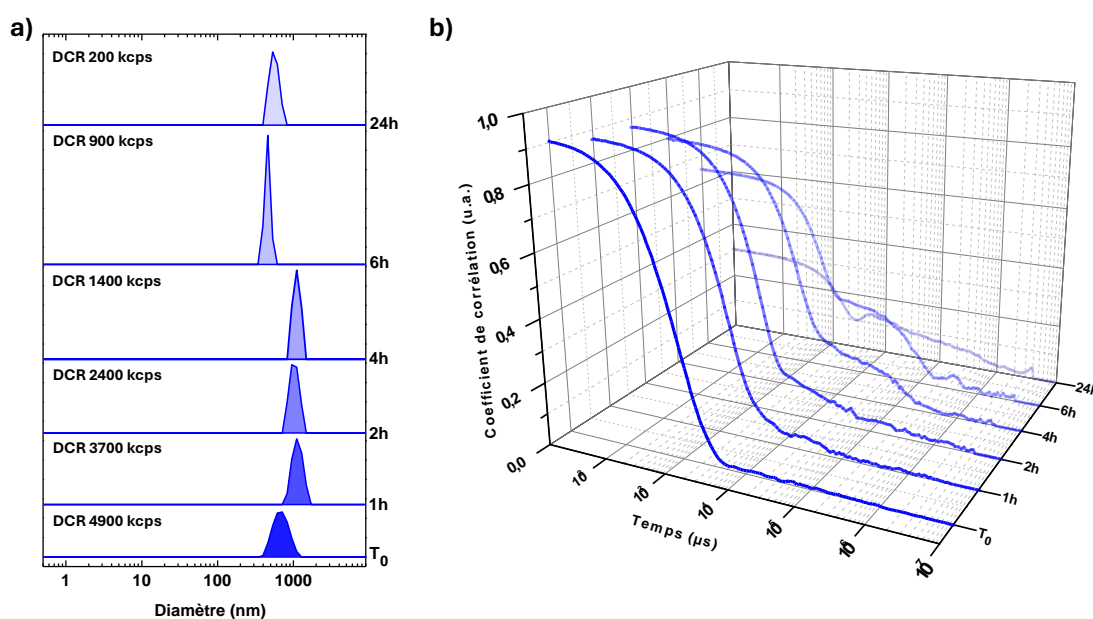 a)
DCR 200 kcps
24h
DCR 900 kcps
6h
DCR 1400 kcps
4h
DCR 2400 kcps
2h
DCR 3700 kcps
1h
DCR 4900 kcps
T0
1
10
100
1000
Diamètre (nm)
b)
1,0
0,8
0,6
0,4
0,2
0,0
Coefficient de corrélation (u.a.)
Temps (µs)
T0
1h
2h
4h
6h
24h